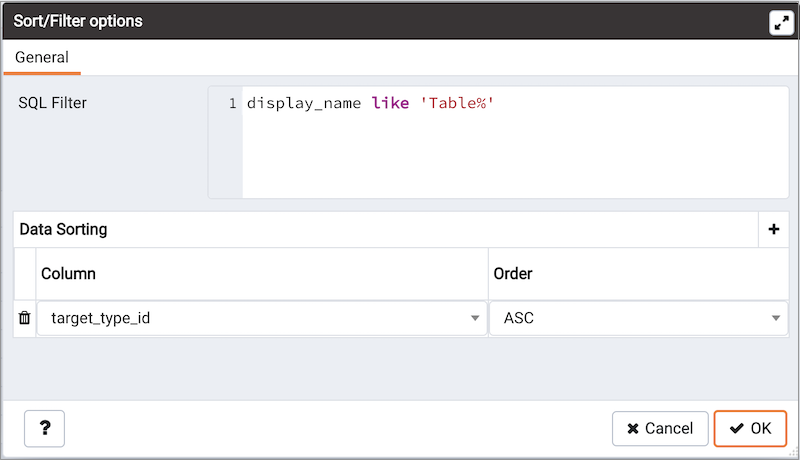 Sort/Filter options
General
SQL Filter
1 display_name like 'Table%'
Data Sorting +
Column Order
target_type_id ASC
? Cancel OK